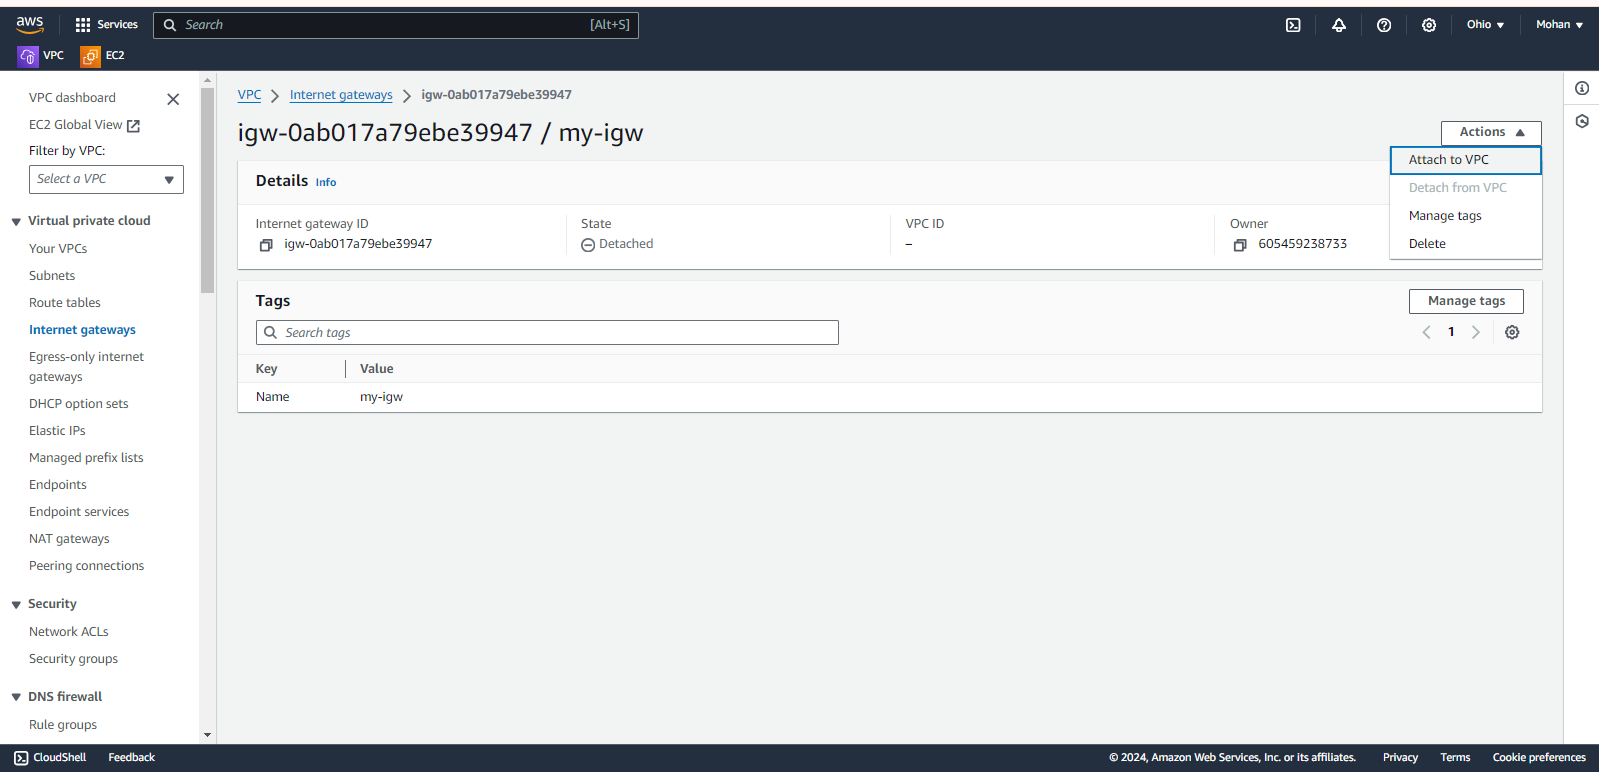 aws
Services
Search
[Alt+S]
Ohio
Mohan
VPC
EC2
VPC dashboard
EC2 Global View
Filter by VPC:
Select a VPC
Virtual private cloud
Your VPCs
Subnets
Route tables
Internet gateways
Egress-only internet
gateways
DHCP option sets
Elastic IPs
Managed prefix lists
Endpoints
Endpoint services
NAT gateways
Peering connections
Security
Network ACLs
Security groups
DNS firewall
Rule groups
VPC
Internet gateways
igw-0ab017a79ebe39947
igw-0ab017a79ebe39947 / my-igw
Actions
Attach to VPC
Detach from VPC
Manage tags
Delete
Details Info
Internet gateway ID
igw-0ab017a79ebe39947
State
Detached
VPC ID
–
Owner
605459238733
Tags
Manage tags
Search tags
1
Key Value
Name my-igw
CloudShell
Feedback
© 2024, Amazon Web Services, Inc. or its affiliates.
Privacy
Terms
Cookie preferences